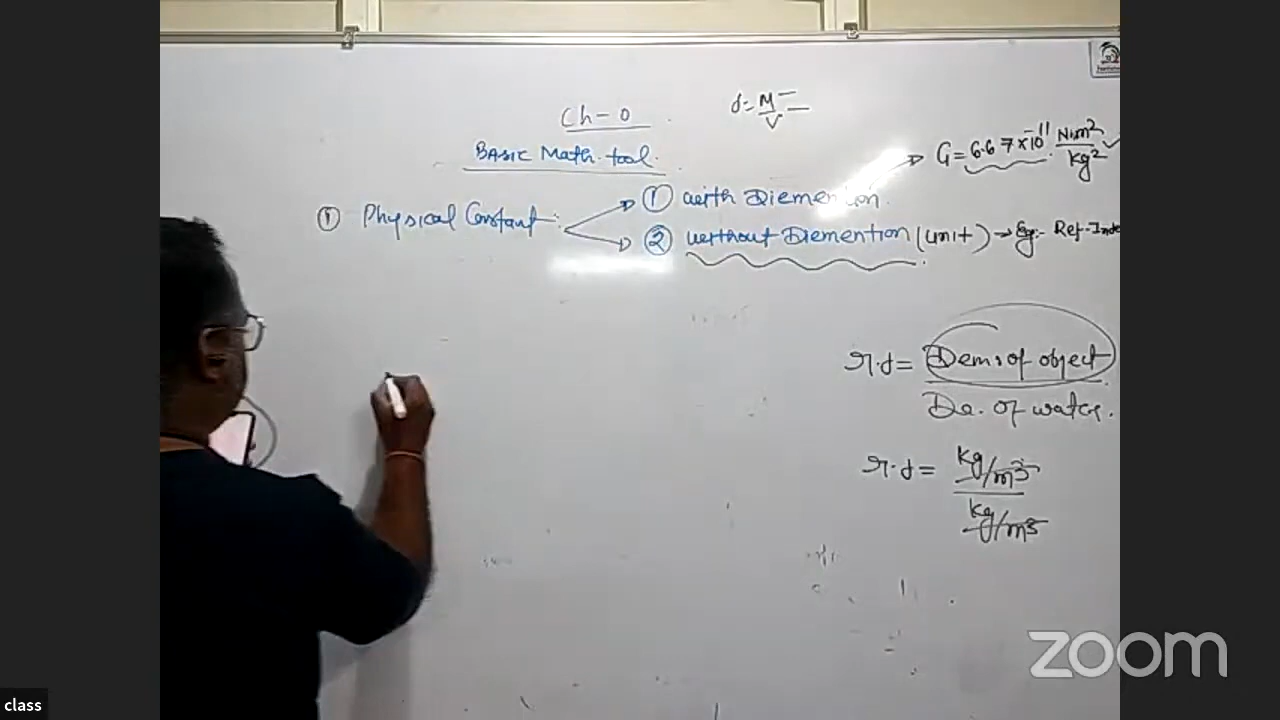 Ch-0
d = M/V
BASIC Math tool.
G = 6.67×10^-11 N.m²/kg²
① Physical Constant :-
① with Diemention.
② without Diemention (unit) → Eg:- Ref-Inde
r.d = Dens of object / De. of water.
r.d = kg/m³ / kg/m³
zoom
class